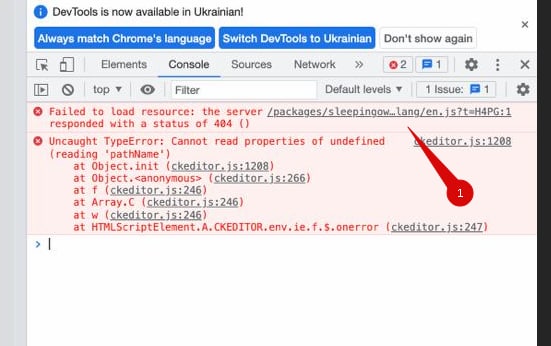 DevTools is now available in Ukrainian!
Always match Chrome's language Switch DevTools to Ukrainian Don't show again
Elements Console Sources Network 2 1
top Filter Default levels 1 Issue: 1
Failed to load resource: the server /packages/sleepingow…lang/en.js?t=H4PG:1
responded with a status of 404 ()
Uncaught TypeError: Cannot read properties of undefined ckeditor.js:1208
(reading 'pathName')
at Object.init (ckeditor.js:1208)
at Object.<anonymous> (ckeditor.js:266)
at f (ckeditor.js:246)
at Array.C (ckeditor.js:246)
at w (ckeditor.js:246)
at HTMLScriptElement.A.CKEDITOR.env.ie.f.$.onerror (ckeditor.js:247)
1